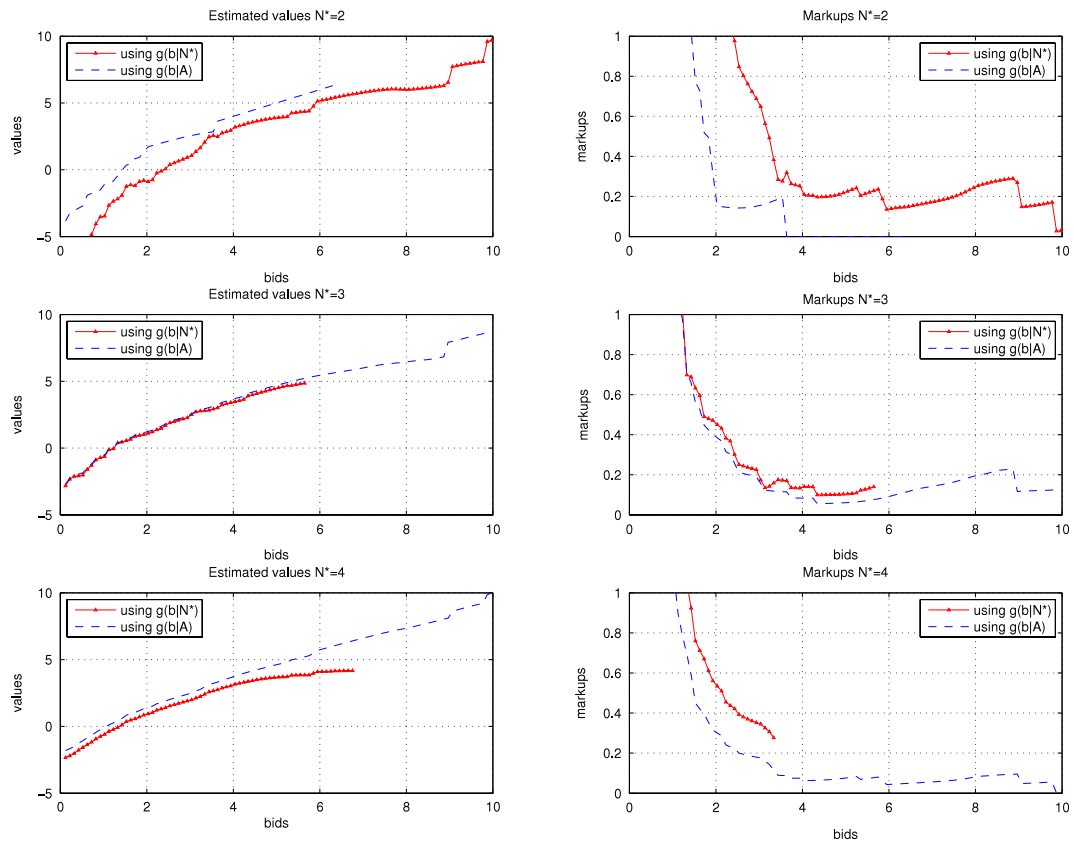 Estimated values N*=2
10
5
0
−5
values
using g(b|N*)
using g(b|A)
0 2 4 6 8 10
bids
Markups N*=2
1
0.8
0.6
0.4
0.2
0
markups
using g(b|N*)
using g(b|A)
0 2 4 6 8 10
bids
Estimated values N*=3
10
5
0
−5
values
using g(b|N*)
using g(b|A)
0 2 4 6 8 10
bids
Markups N*=3
1
0.8
0.6
0.4
0.2
0
markups
using g(b|N*)
using g(b|A)
0 2 4 6 8 10
bids
Estimated values N*=4
10
5
0
−5
values
using g(b|N*)
using g(b|A)
0 2 4 6 8 10
bids
Markups N*=4
1
0.8
0.6
0.4
0.2
0
markups
using g(b|N*)
using g(b|A)
0 2 4 6 8 10
bids